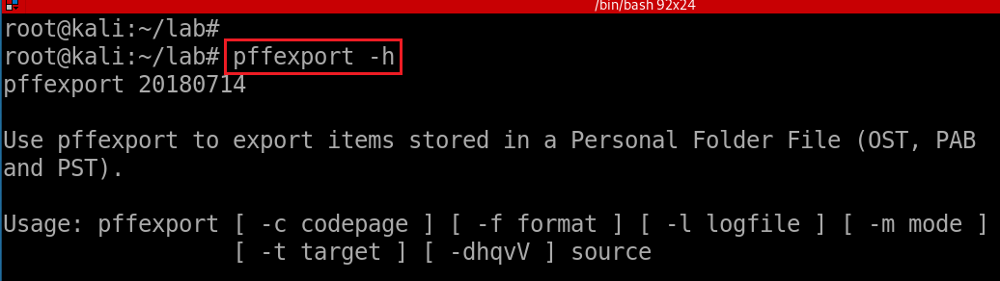 /bin/bash 92x24
root@kali:~/lab#
root@kali:~/lab# pffexport -h
pffexport 20180714
Use pffexport to export items stored in a Personal Folder File (OST, PAB
and PST).
Usage: pffexport [ -c codepage ] [ -f format ] [ -l logfile ] [ -m mode ]
[ -t target ] [ -dhqvV ] source